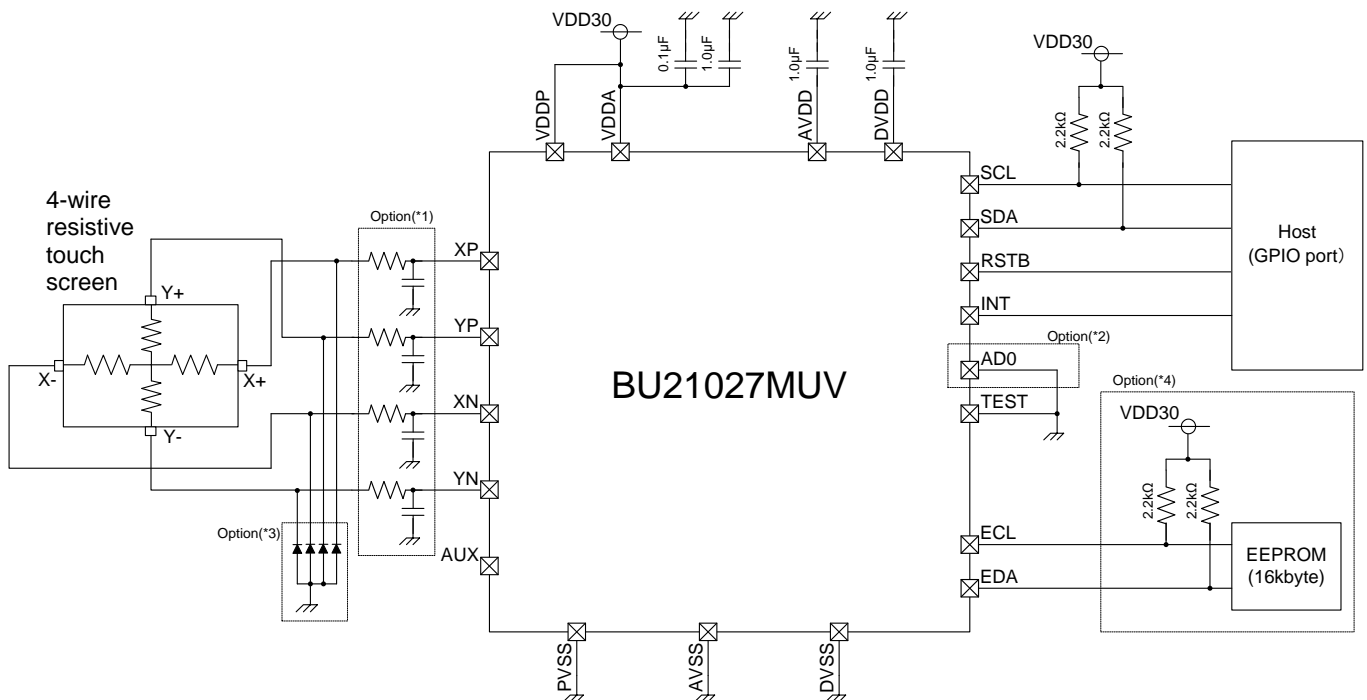 VDD30
0.1µF
1.0µF
1.0µF
1.0µF
VDD30
VDDP
VDDA
AVDD
DVDD
2.2kΩ
2.2kΩ
SCL
SDA
RSTB
INT
Host
(GPIO port）
4-wire
resistive
touch
screen
Option(*1)
XP
YP
XN
YN
AUX
Y+
X-
X+
Y-
Option(*3)
BU21027MUV
Option(*2)
AD0
TEST
Option(*4)
VDD30
2.2kΩ
2.2kΩ
ECL
EDA
EEPROM
(16kbyte)
PVSS
AVSS
DVSS